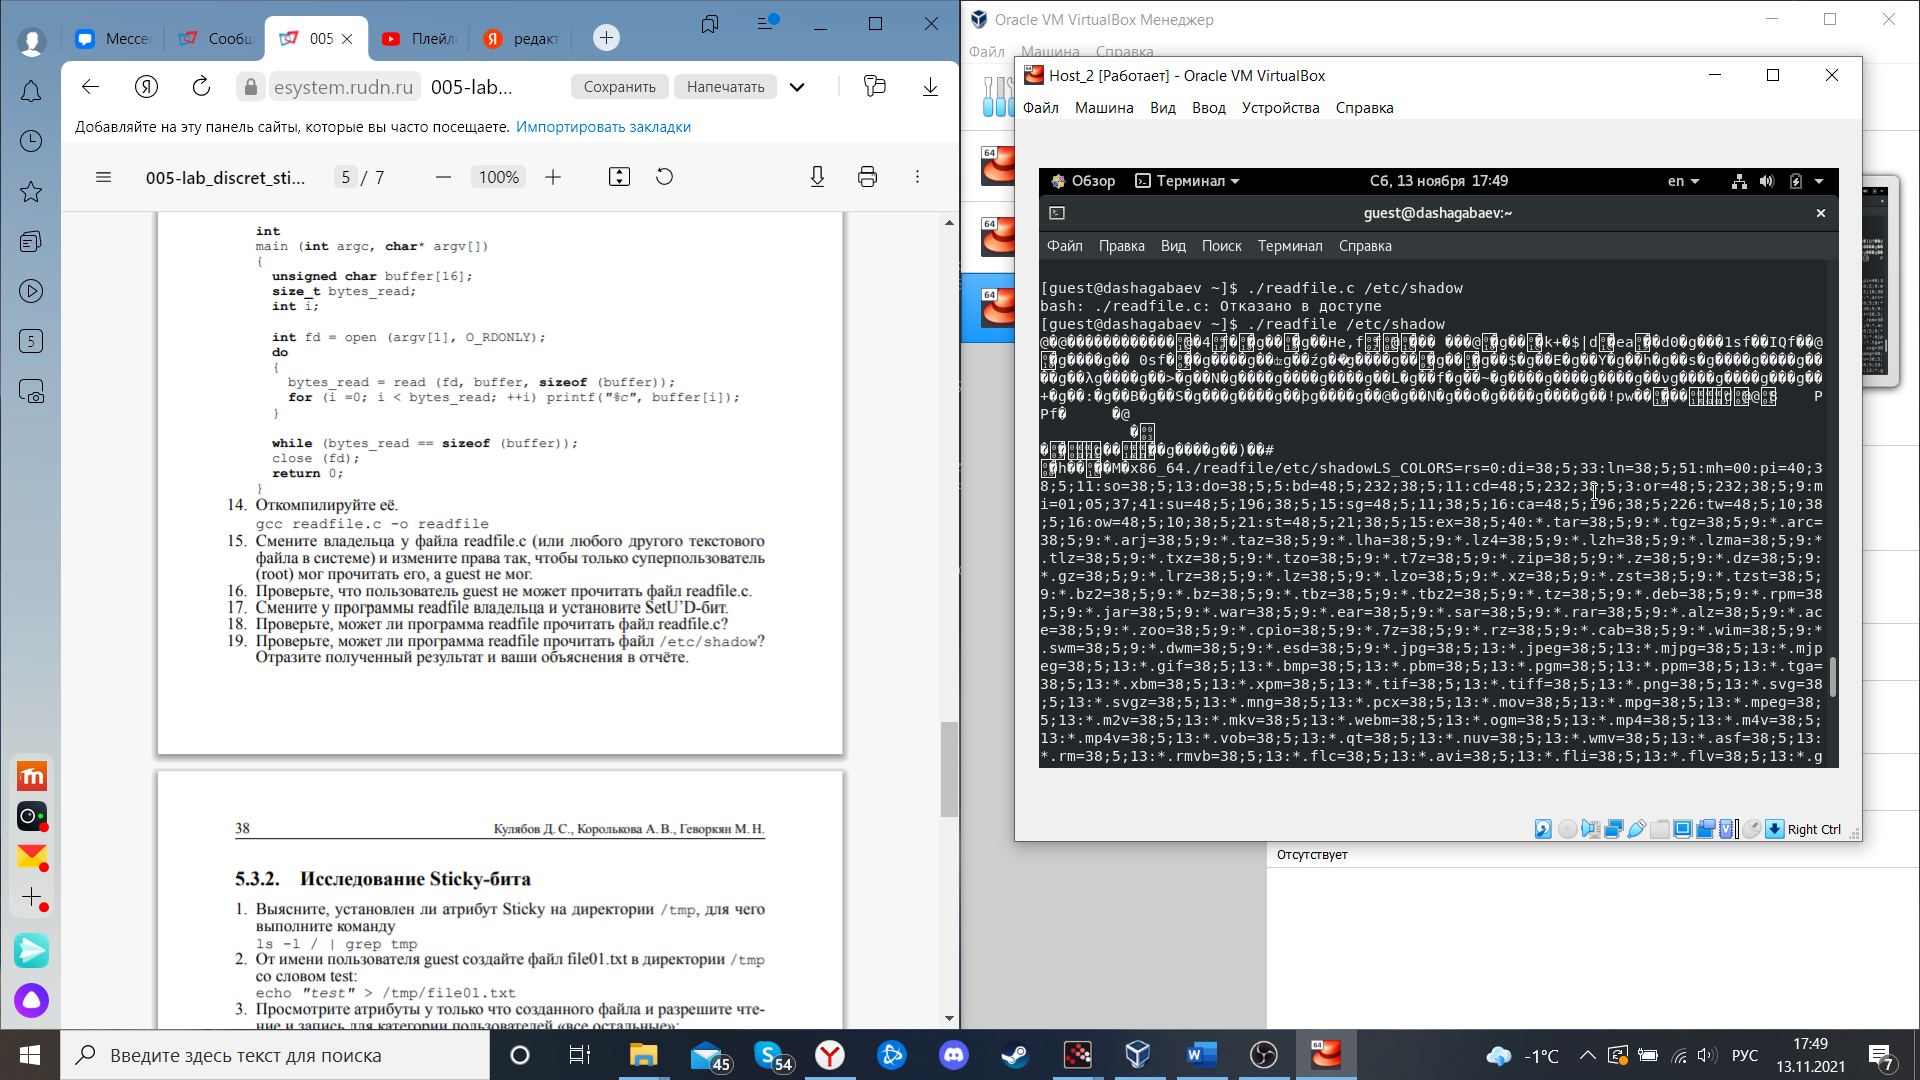 Мессе
Сообщ
005
Плейл
редакт
esystem.rudn.ru
005-lab...
Сохранить
Напечатать
Добавляйте на эту панель сайты, которые вы часто посещаете. Импортировать закладки
005-lab_discret_sti...
5 / 7
100%
int
main (int argc, char* argv[])
{
unsigned char buffer[16];
size_t bytes_read;
int i;
int fd = open (argv[1], O_RDONLY);
do
{
bytes_read = read (fd, buffer, sizeof (buffer));
for (i =0; i < bytes_read; ++i) printf("%c", buffer[i]);
}
while (bytes_read == sizeof (buffer));
close (fd);
return 0;
}
14. Откомпилируйте её.
gcc readfile.c -o readfile
15. Смените владельца у файла readfile.c (или любого другого текстового
файла в системе) и измените права так, чтобы только суперпользователь
(root) мог прочитать его, a guest не мог.
16. Проверьте, что пользователь guest не может прочитать файл readfile.c.
17. Смените у программы readfile владельца и установите SetU'D-бит.
18. Проверьте, может ли программа readfile прочитать файл readfile.c?
19. Проверьте, может ли программа readfile прочитать файл /etc/shadow?
Отразите полученный результат и ваши объяснения в отчёте.
38
Кулябов Д. С., Королькова А. В., Геворкян М. Н.
5.3.2. Исследование Sticky-бита
1. Выясните, установлен ли атрибут Sticky на директории /tmp, для чего
выполните команду
ls -l / | grep tmp
2. От имени пользователя guest создайте файл file01.txt в директории /tmp
со словом test:
echo "test" > /tmp/file01.txt
3. Просмотрите атрибуты у только что созданного файла и разрешите чте-
ние и запись для категории пользователей «все остальные»:
Oracle VM VirtualBox Менеджер
Файл Машина Справка
Host_2 [Работает] - Oracle VM VirtualBox
Файл Машина Вид Ввод Устройства Справка
Обзор Терминал Сб, 13 ноября 17:49 en
guest@dashagabaev:~
Файл Правка Вид Поиск Терминал Справка
[guest@dashagabaev ~]$ ./readfile.c /etc/shadow
bash: ./readfile.c: Отказано в доступе
[guest@dashagabaev ~]$ ./readfile /etc/shadow
x86_64./readfile/etc/shadowLS_COLORS=rs=0:di=38;5;33:ln=38;5;51:mh=00:pi=40;3
8;5;11:so=38;5;13:do=38;5;5:bd=48;5;232;38;5;11:cd=48;5;232;38;5;3:or=48;5;232;38;5;9:m
i=01;05;37;41:su=48;5;196;38;5;15:sg=48;5;11;38;5;16:ca=48;5;196;38;5;226:tw=48;5;10;38
;5;16:ow=48;5;10;38;5;21:st=48;5;21;38;5;15:ex=38;5;40:*.tar=38;5;9:*.tgz=38;5;9:*.arc=
38;5;9:*.arj=38;5;9:*.taz=38;5;9:*.lha=38;5;9:*.lz4=38;5;9:*.lzh=38;5;9:*.lzma=38;5;9:*
.tlz=38;5;9:*.txz=38;5;9:*.tzo=38;5;9:*.t7z=38;5;9:*.zip=38;5;9:*.z=38;5;9:*.dz=38;5;9:
*.gz=38;5;9:*.lrz=38;5;9:*.lz=38;5;9:*.lzo=38;5;9:*.xz=38;5;9:*.zst=38;5;9:*.tzst=38;5;
9:*.bz2=38;5;9:*.bz=38;5;9:*.tbz=38;5;9:*.tbz2=38;5;9:*.tz=38;5;9:*.deb=38;5;9:*.rpm=38
;5;9:*.jar=38;5;9:*.war=38;5;9:*.ear=38;5;9:*.sar=38;5;9:*.rar=38;5;9:*.alz=38;5;9:*.ac
e=38;5;9:*.zoo=38;5;9:*.cpio=38;5;9:*.7z=38;5;9:*.rz=38;5;9:*.cab=38;5;9:*.wim=38;5;9:*
.swm=38;5;9:*.dwm=38;5;9:*.esd=38;5;9:*.jpg=38;5;13:*.jpeg=38;5;13:*.mjpg=38;5;13:*.mjp
eg=38;5;13:*.gif=38;5;13:*.bmp=38;5;13:*.pbm=38;5;13:*.pgm=38;5;13:*.ppm=38;5;13:*.tga=
38;5;13:*.xbm=38;5;13:*.xpm=38;5;13:*.tif=38;5;13:*.tiff=38;5;13:*.png=38;5;13:*.svg=38
;5;13:*.svgz=38;5;13:*.mng=38;5;13:*.pcx=38;5;13:*.mov=38;5;13:*.mpg=38;5;13:*.mpeg=38;
5;13:*.m2v=38;5;13:*.mkv=38;5;13:*.webm=38;5;13:*.ogm=38;5;13:*.mp4=38;5;13:*.m4v=38;5;
13:*.mp4v=38;5;13:*.vob=38;5;13:*.qt=38;5;13:*.nuv=38;5;13:*.wmv=38;5;13:*.asf=38;5;13:
*.rm=38;5;13:*.rmvb=38;5;13:*.flc=38;5;13:*.avi=38;5;13:*.fli=38;5;13:*.flv=38;5;13:*.g
Right Ctrl
Отсутствует
Введите здесь текст для поиска
45
54
-1°C
РУС
17:49
13.11.2021
7